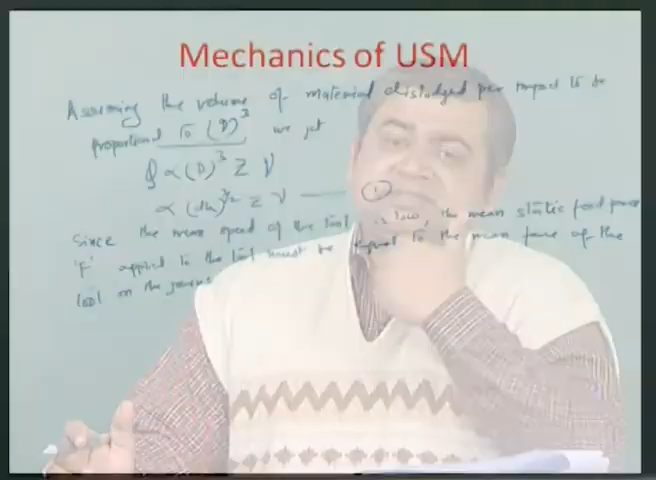 Mechanics of USM
Assuming the volume of material dislodged per impact to be
proportional to (D)³ we get
Q ∝ (D)³ Z ν
∝ (dh)^3/2 Z ν —— ①
Since the mean speed of the tool is low, the mean static feed force
'F' applied to the tool must be equal to the mean force of the
tool on the